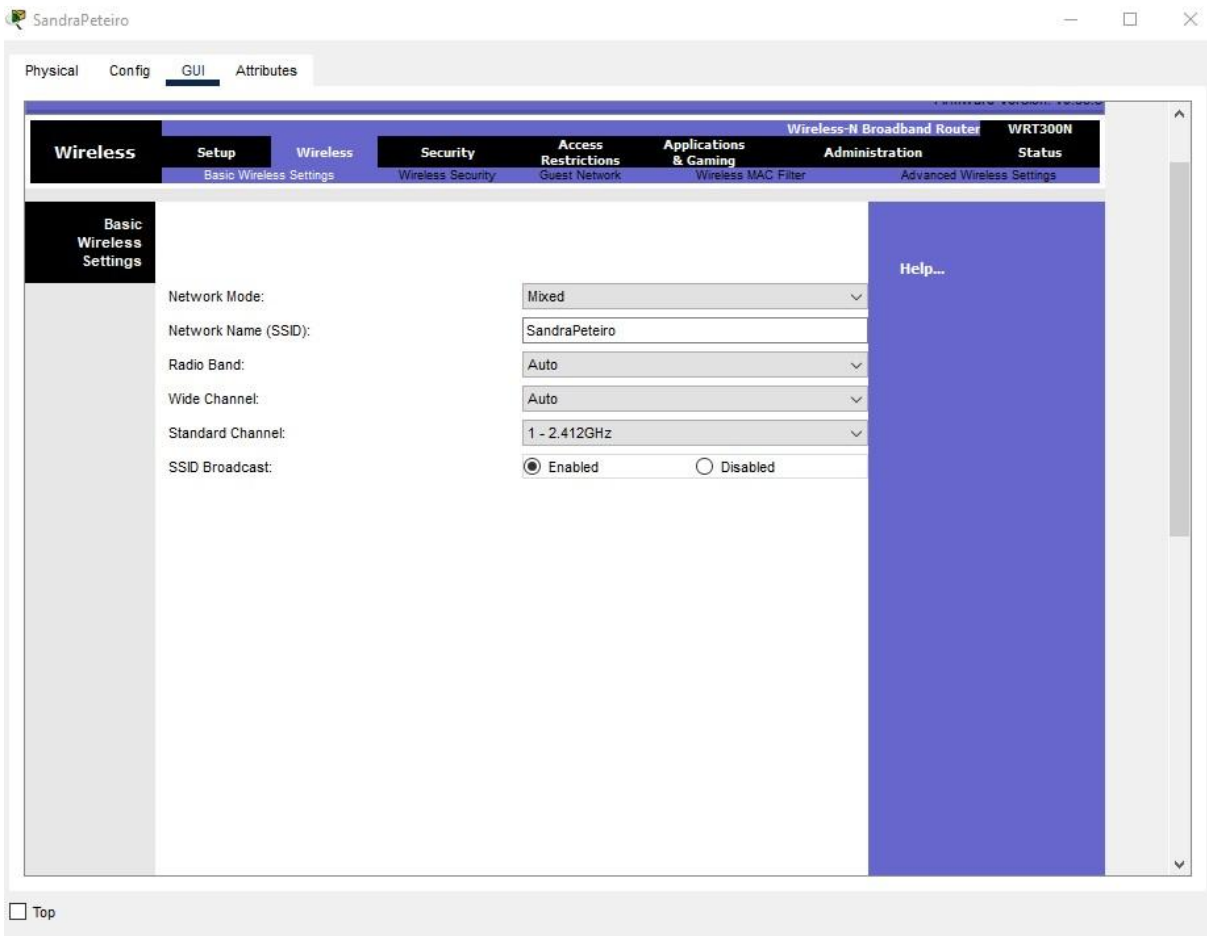 SandraPeteiro
Physical Config GUI Attributes
Wireless-N Broadband Router WRT300N
Wireless Setup Wireless Security Access Restrictions Applications & Gaming Administration Status
Basic Wireless Settings Wireless Security Guest Network Wireless MAC Filter Advanced Wireless Settings
Basic
Wireless
Settings
Help...
Network Mode: Mixed
Network Name (SSID): SandraPeteiro
Radio Band: Auto
Wide Channel: Auto
Standard Channel: 1 - 2.412GHz
SSID Broadcast: Enabled Disabled
Top